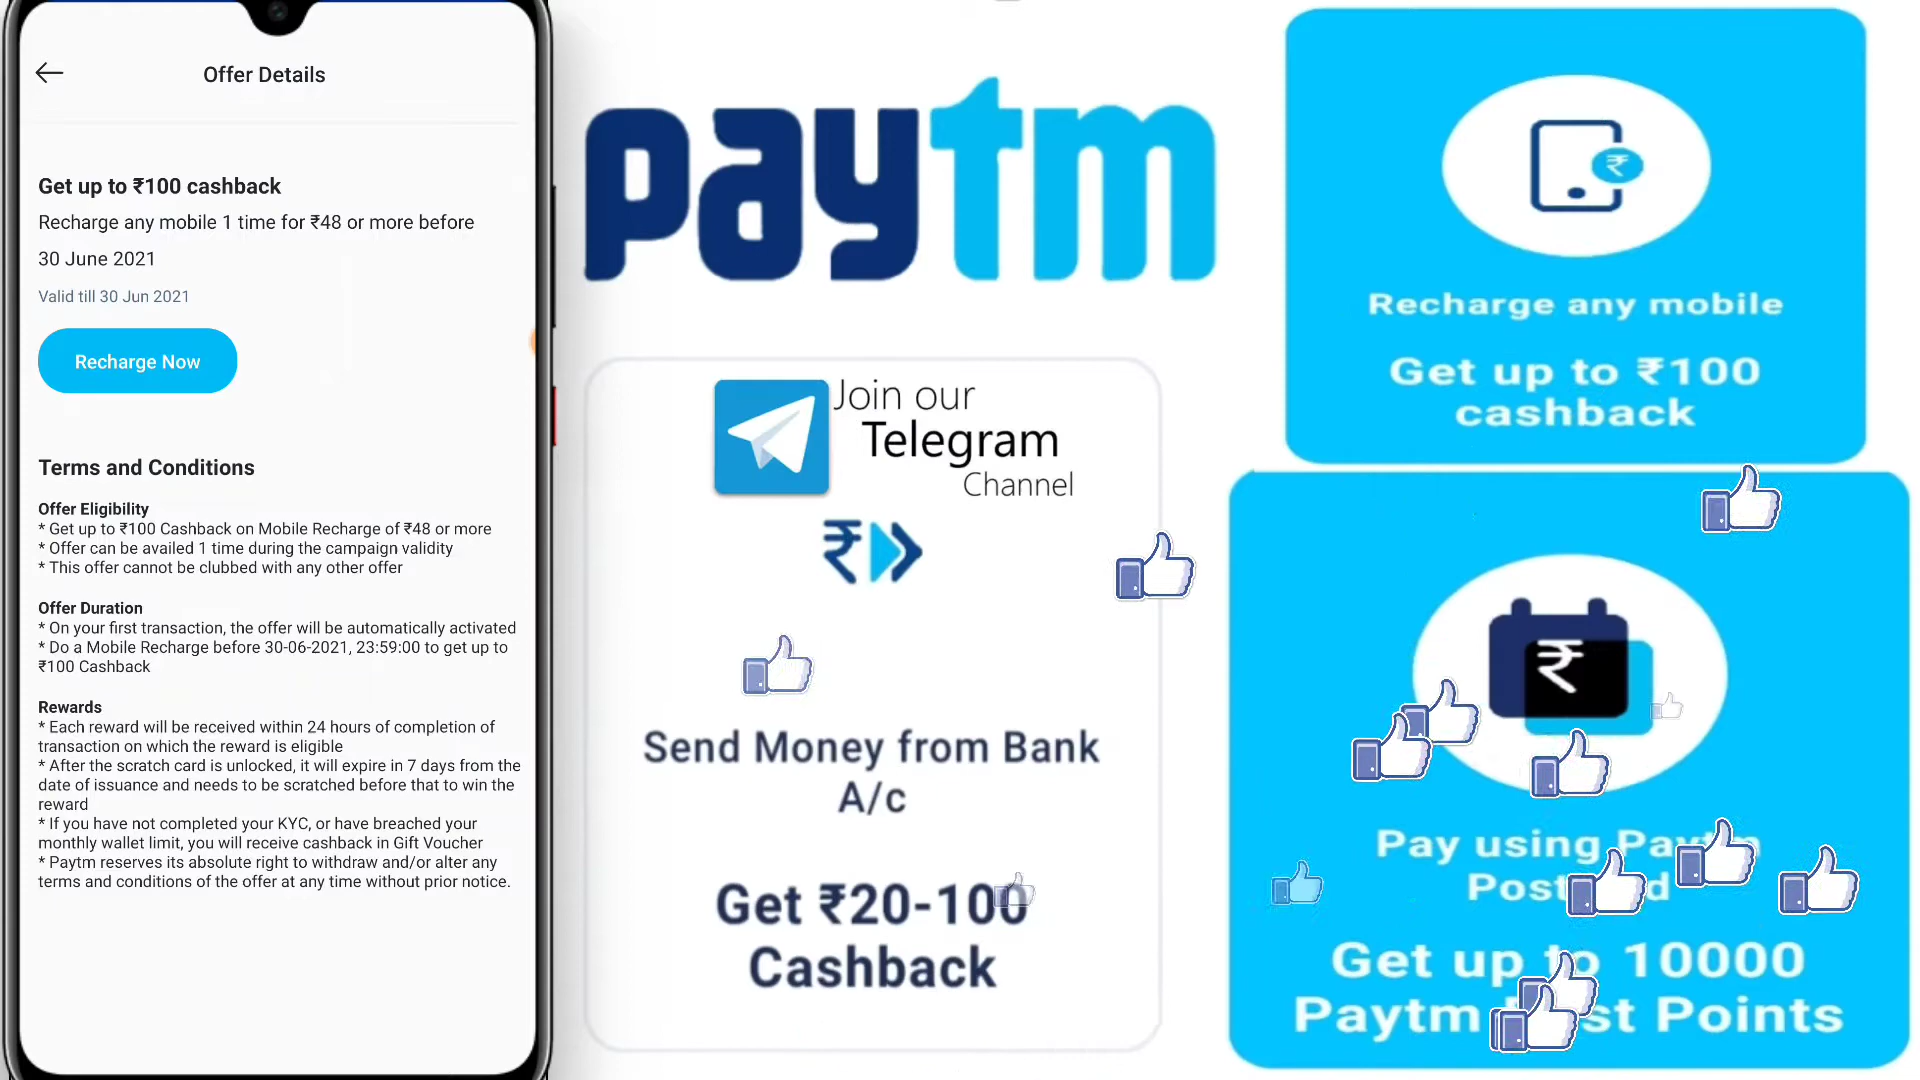 Offer Details
Get up to ₹100 cashback
Recharge any mobile 1 time for ₹48 or more before
30 June 2021
Valid till 30 Jun 2021
Recharge Now
Terms and Conditions
Offer Eligibility
* Get up to ₹100 Cashback on Mobile Recharge of ₹48 or more
* Offer can be availed 1 time during the campaign validity
* This offer cannot be clubbed with any other offer
Offer Duration
* On your first transaction, the offer will be automatically activated
* Do a Mobile Recharge before 30-06-2021, 23:59:00 to get up to
₹100 Cashback
Rewards
* Each reward will be received within 24 hours of completion of
transaction on which the reward is eligible
* After the scratch card is unlocked, it will expire in 7 days from the
date of issuance and needs to be scratched before that to win the
reward
* If you have not completed your KYC, or have breached your
monthly wallet limit, you will receive cashback in Gift Voucher
* Paytm reserves its absolute right to withdraw and/or alter any
terms and conditions of the offer at any time without prior notice.
paytm
Join our
Telegram
Channel
₹
Send Money from Bank
A/c
Get ₹20-100
Cashback
₹
Recharge any mobile
Get up to ₹100
cashback
₹
Pay using Paytm
Get up to 10000
Paytm Points